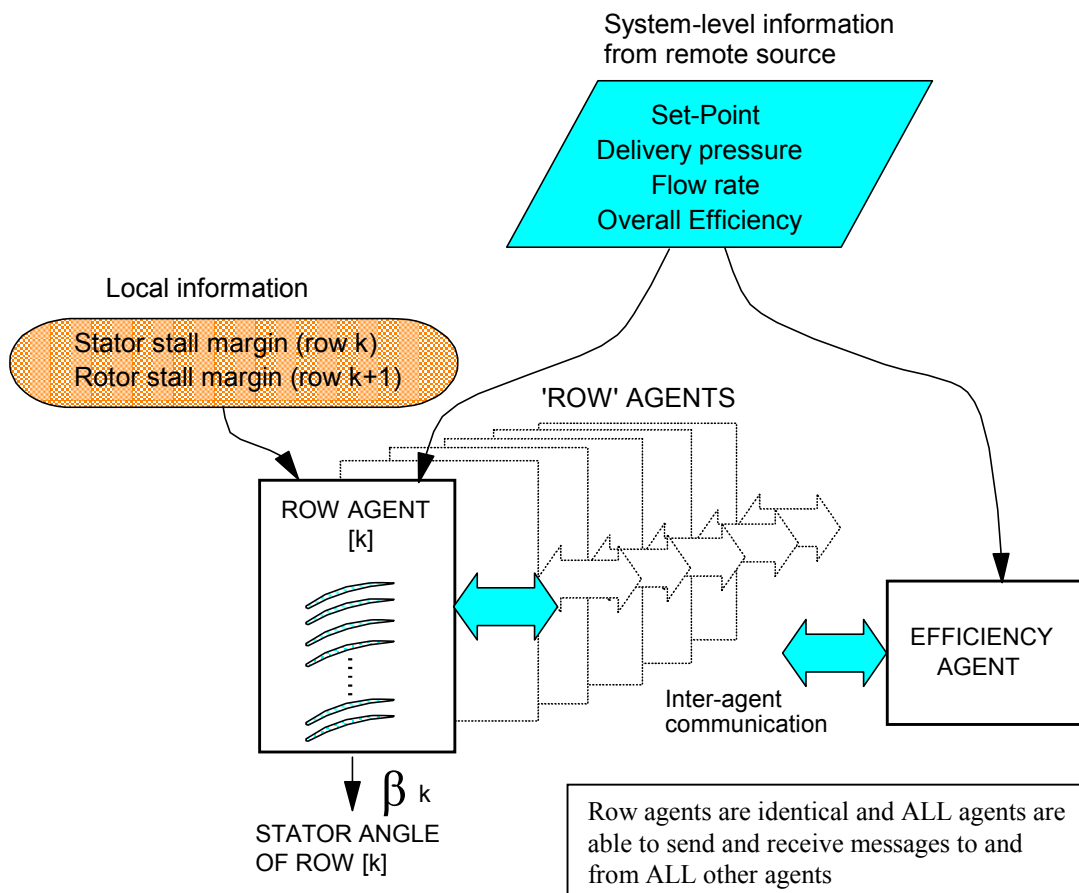 System-level information
from remote source
Set-Point
Delivery pressure
Flow rate
Overall Efficiency
Local information
Stator stall margin (row k)
Rotor stall margin (row k+1)
'ROW' AGENTS
ROW AGENT
[k]
EFFICIENCY
AGENT
Inter-agent
communication
β k
STATOR ANGLE
OF ROW [k]
Row agents are identical and ALL agents are
able to send and receive messages to and
from ALL other agents